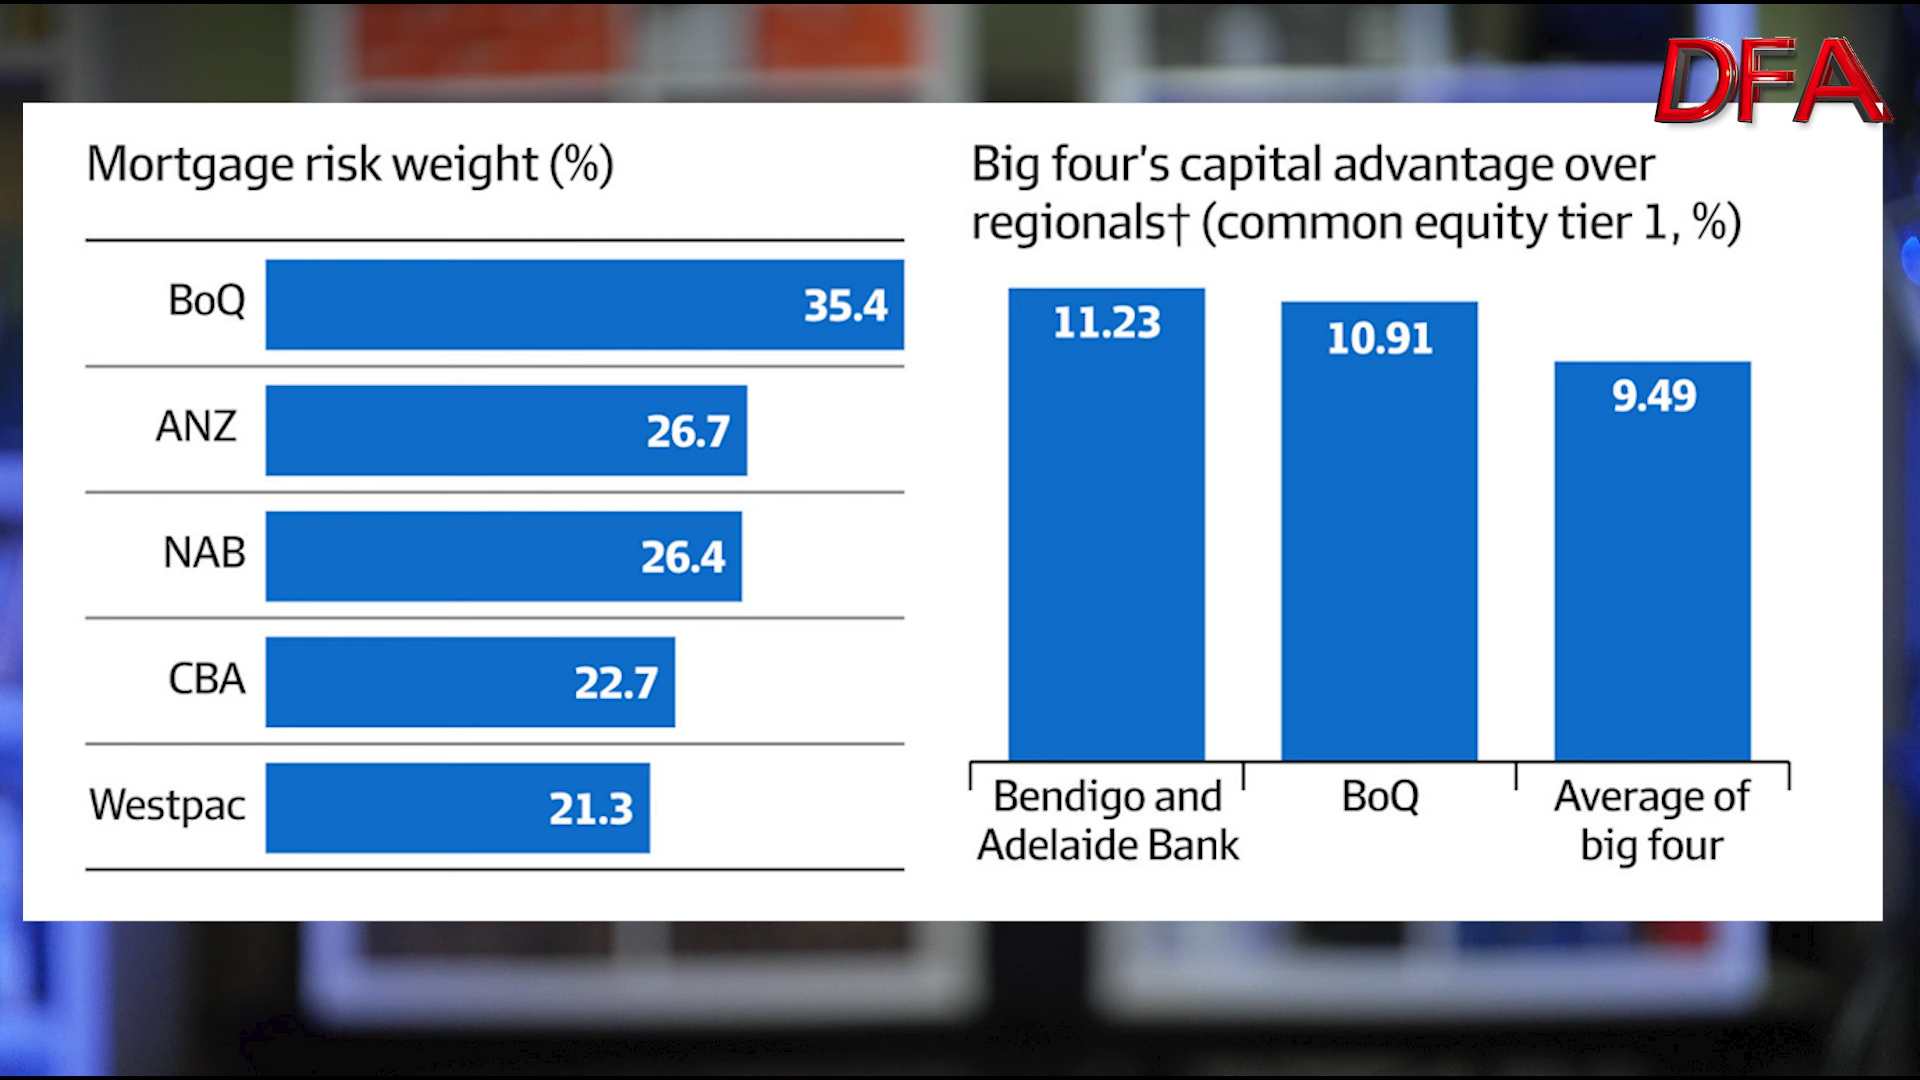 DFA
Mortgage risk weight (%)
BoQ
35.4
ANZ
26.7
NAB
26.4
CBA
22.7
Westpac
21.3
Big four's capital advantage over
regionals† (common equity tier 1, %)
11.23
10.91
9.49
Bendigo and
Adelaide Bank
BoQ
Average of
big four